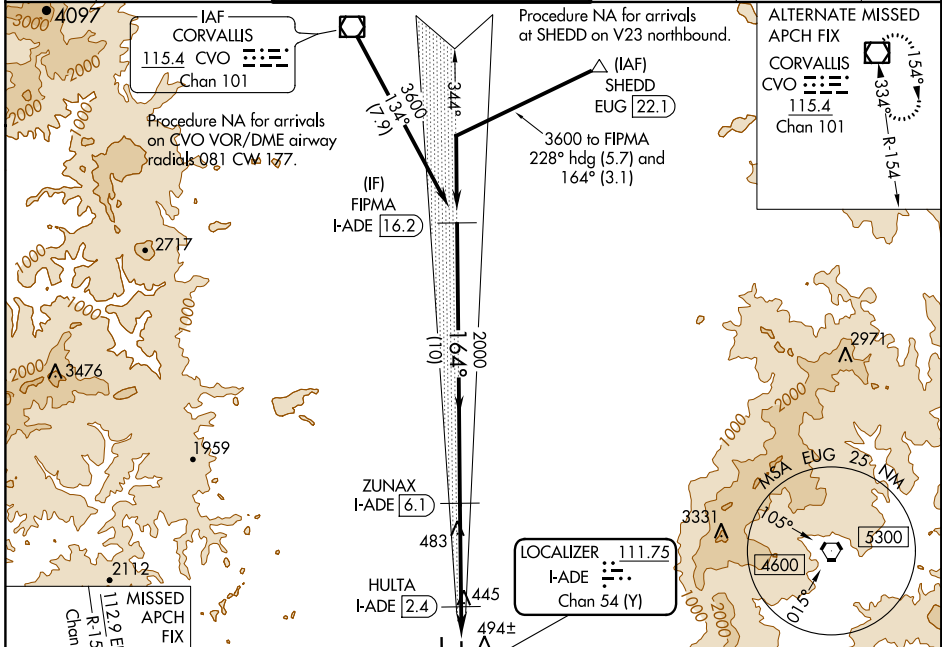 4097
3000
2000
1000
IAF
CORVALLIS
115.4 CVO
Chan 101
Procedure NA for arrivals
on CVO VOR/DME airway
radials 081 CW 177.
3600
134°
(7.9)
344°
Procedure NA for arrivals
at SHEDD on V23 northbound.
(IAF)
SHEDD
EUG 22.1
3600 to FIPMA
228° hdg (5.7) and
164° (3.1)
ALTERNATE MISSED
APCH FIX
CORVALLIS
CVO
115.4
Chan 101
154°
334°
R-154
(IF)
FIPMA
I-ADE 16.2
2717
1000
1000
2000
3476
1959
2000
164°
(10)
2971
2000
1000
ZUNAX
I-ADE 6.1
483
HULTA
I-ADE 2.4
445
494±
LOCALIZER 111.75
I-ADE
Chan 54 (Y)
3331
1000
2000
MSA EUG 25 NM
105°
015°
5300
4600
2112
MISSED
APCH
FIX
112.9
R-15
Chan